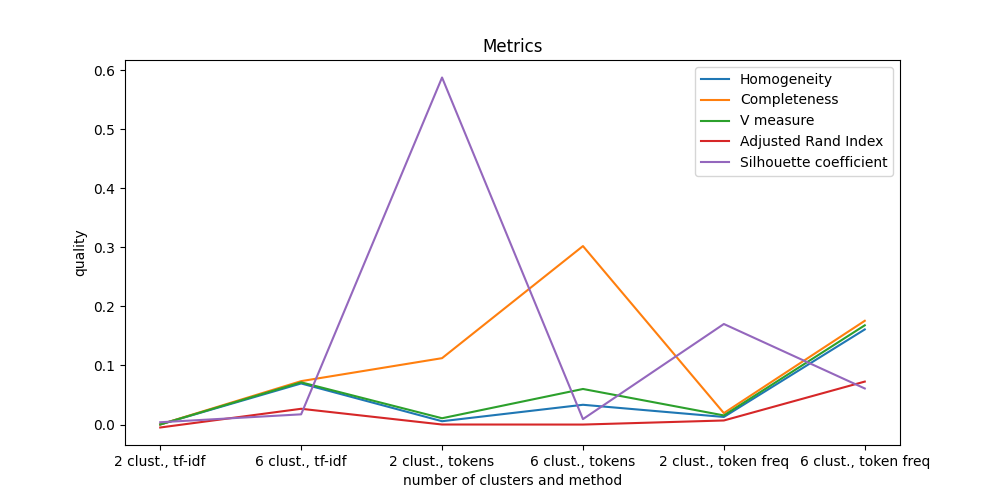 Metrics
Homogeneity
Completeness
V measure
Adjusted Rand Index
Silhouette coefficient
quality
0.6
0.5
0.4
0.3
0.2
0.1
0.0
2 clust., tf-idf 6 clust., tf-idf 2 clust., tokens 6 clust., tokens 2 clust., token freq 6 clust., token freq
number of clusters and method